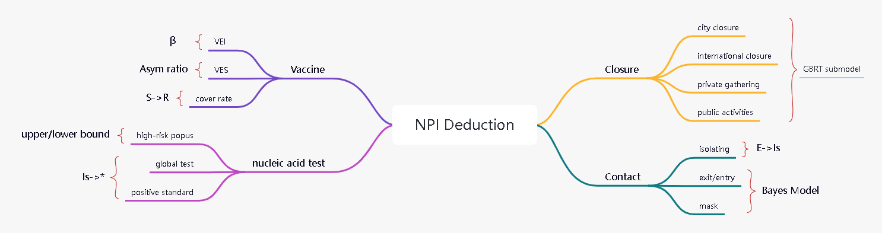 NPI Deduction
Vaccine
VEI
β
VES
Asym ratio
cover rate
S->R
nucleic acid test
high-risk popus
upper/lower bound
global test
positive standard
Is->*
Closure
city closure
international closure
private gathering
public activities
GBRT submodel
Contact
isolating
E->Is
exit/entry
mask
Bayes Model